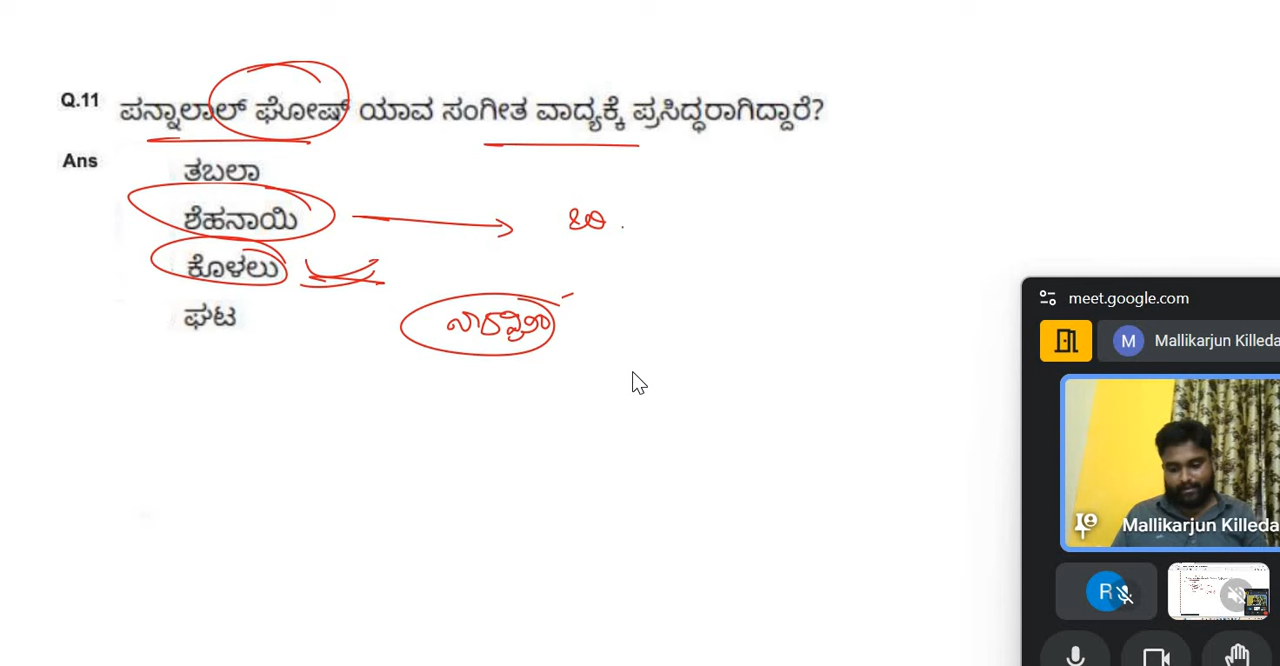 Q.11 ಪನ್ನಾಲಾಲ್ ಘೋಷ್ ಯಾವ ಸಂಗೀತ ವಾದ್ಯಕ್ಕೆ ಪ್ರಸಿದ್ಧರಾಗಿದ್ದಾರೆ?
Ans
ತಬಲಾ
ಶೆಹನಾಯಿ
ಕೊಳಲು
ಘಟ
meet.google.com
M Mallikarjun Killeda
Mallikarjun Killeda
R